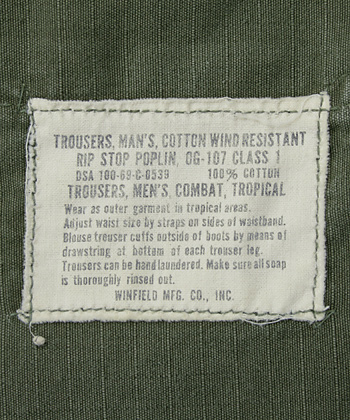 TROUSERS, MAN'S, COTTON WIND RESISTANT
RIP STOP POPLIN, OG-107 CLASS 1
DSA 100-69-C-0539 100% COTTON
TROUSERS, MEN'S, COMBAT, TROPICAL
Wear as outer garment in tropical areas.
Adjust waist size by straps on sides of waistband.
Blouse trouser cuffs outside of boots by means of
drawstring at bottom of each trouser leg.
Trousers can be hand laundered. Make sure all soap
is thoroughly rinsed out.
WINFIELD MFG. CO., INC.